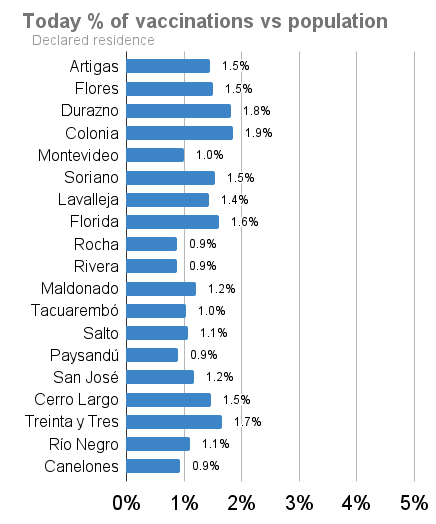 Today % of vaccinations vs population
Declared residence
Artigas 1.5%
Flores 1.5%
Durazno 1.8%
Colonia 1.9%
Montevideo 1.0%
Soriano 1.5%
Lavalleja 1.4%
Florida 1.6%
Rocha 0.9%
Rivera 0.9%
Maldonado 1.2%
Tacuarembó 1.0%
Salto 1.1%
Paysandú 0.9%
San José 1.2%
Cerro Largo 1.5%
Treinta y Tres 1.7%
Río Negro 1.1%
Canelones 0.9%
0% 1% 2% 3% 4% 5%